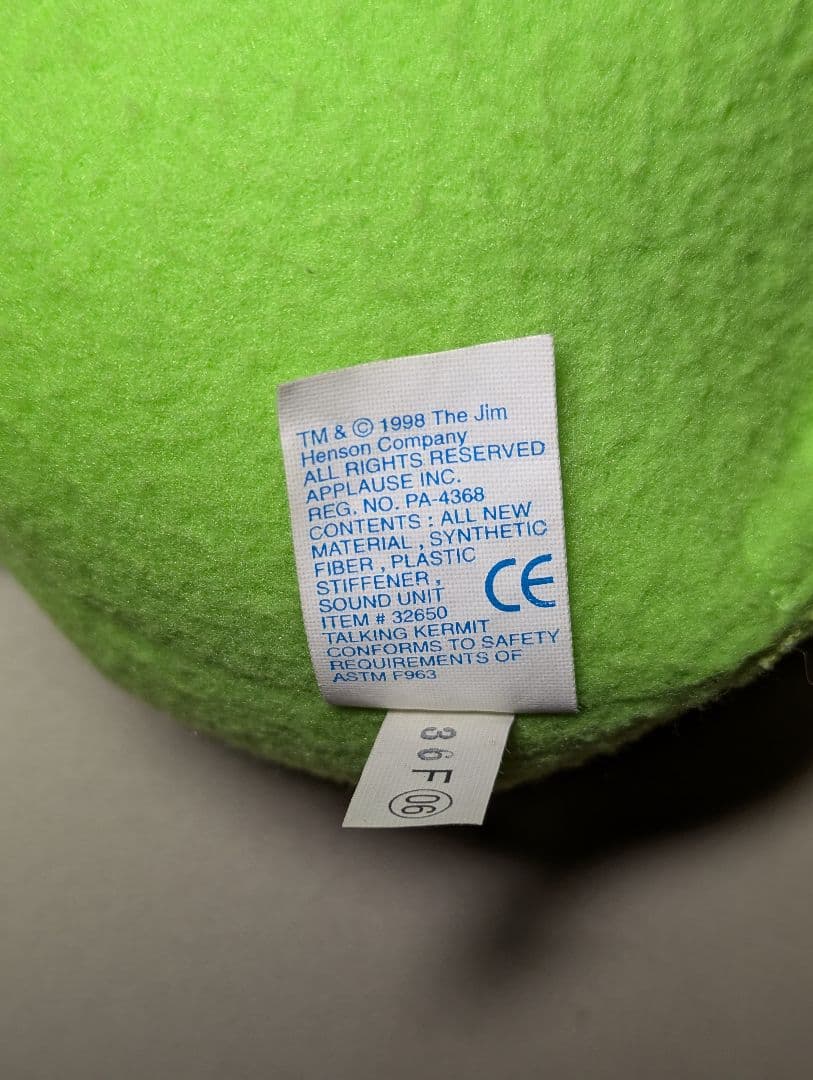 TM & © 1998 The Jim
Henson Company
ALL RIGHTS RESERVED
APPLAUSE INC.
REG. NO. PA-4368
CONTENTS : ALL NEW
MATERIAL , SYNTHETIC
FIBER , PLASTIC
STIFFENER ,
SOUND UNIT
CE
ITEM # 32650
TALKING KERMIT
CONFORMS TO SAFETY
REQUIREMENTS OF
ASTM F963
36F 06